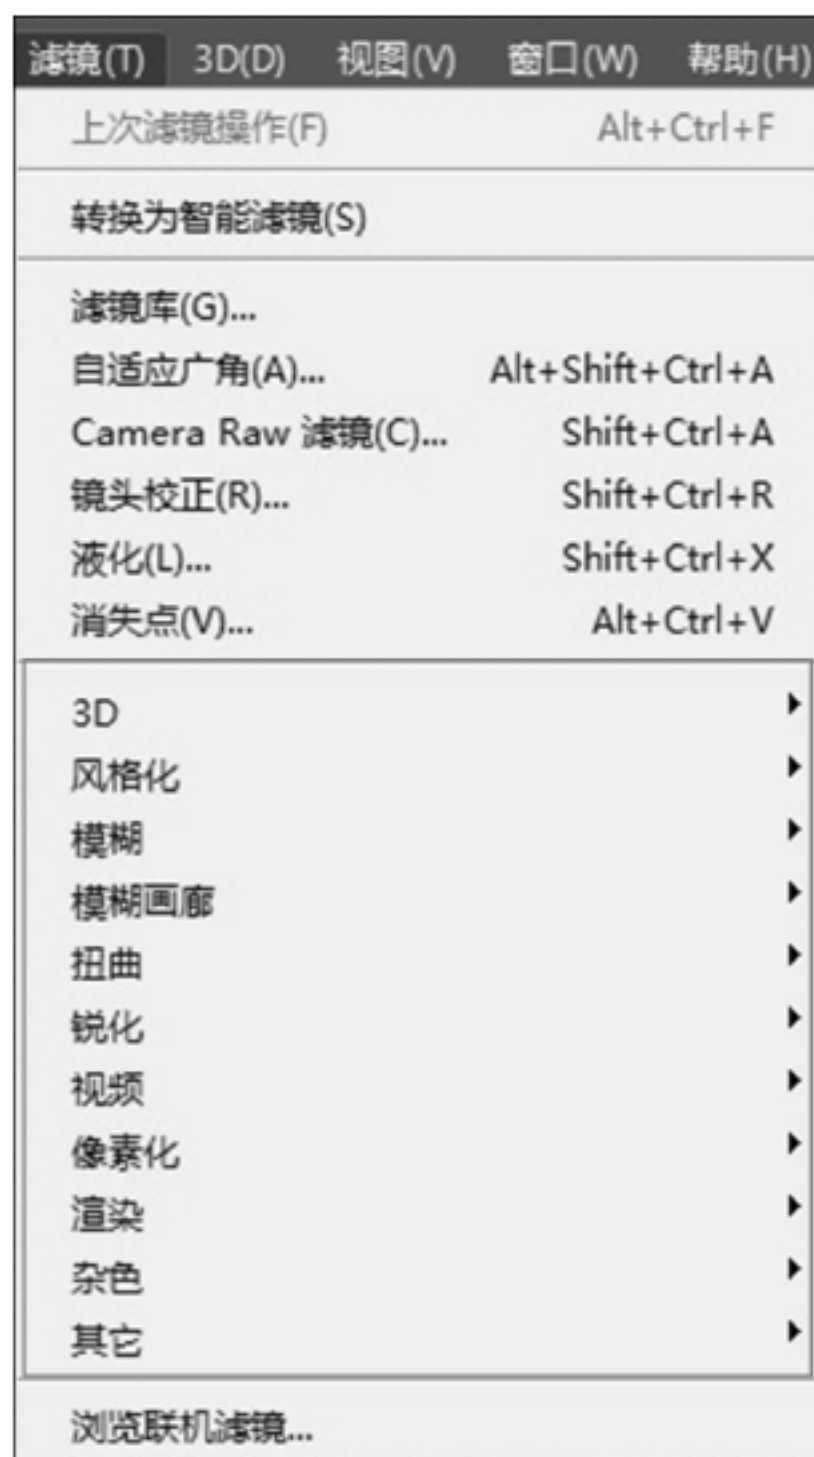 滤镜(T) 3D(D) 视图(V) 窗口(W) 帮助(H)
上次滤镜操作(F) Alt+Ctrl+F
转换为智能滤镜(S)
滤镜库(G)...
自适应广角(A)... Alt+Shift+Ctrl+A
Camera Raw 滤镜(C)... Shift+Ctrl+A
镜头校正(R)... Shift+Ctrl+R
液化(L)... Shift+Ctrl+X
消失点(V)... Alt+Ctrl+V
3D
风格化
模糊
模糊画廊
扭曲
锐化
视频
像素化
渲染
杂色
其它
浏览联机滤镜...